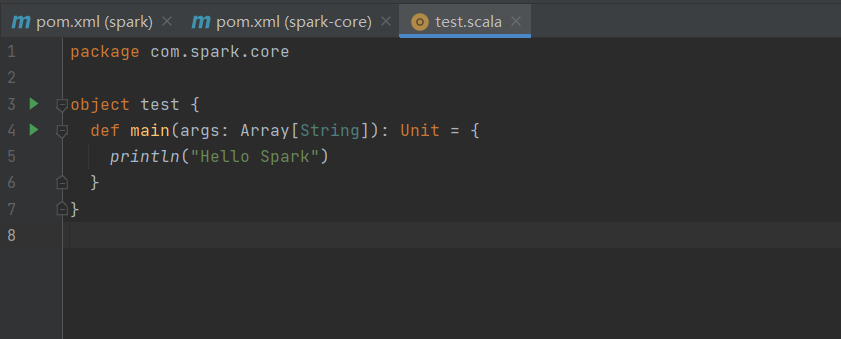 m pom.xml (spark) × m pom.xml (spark-core) × O test.scala ×
1 package com.spark.core
2
3 object test {
4 def main(args: Array[String]): Unit = {
5 println("Hello Spark")
6 }
7 }
8